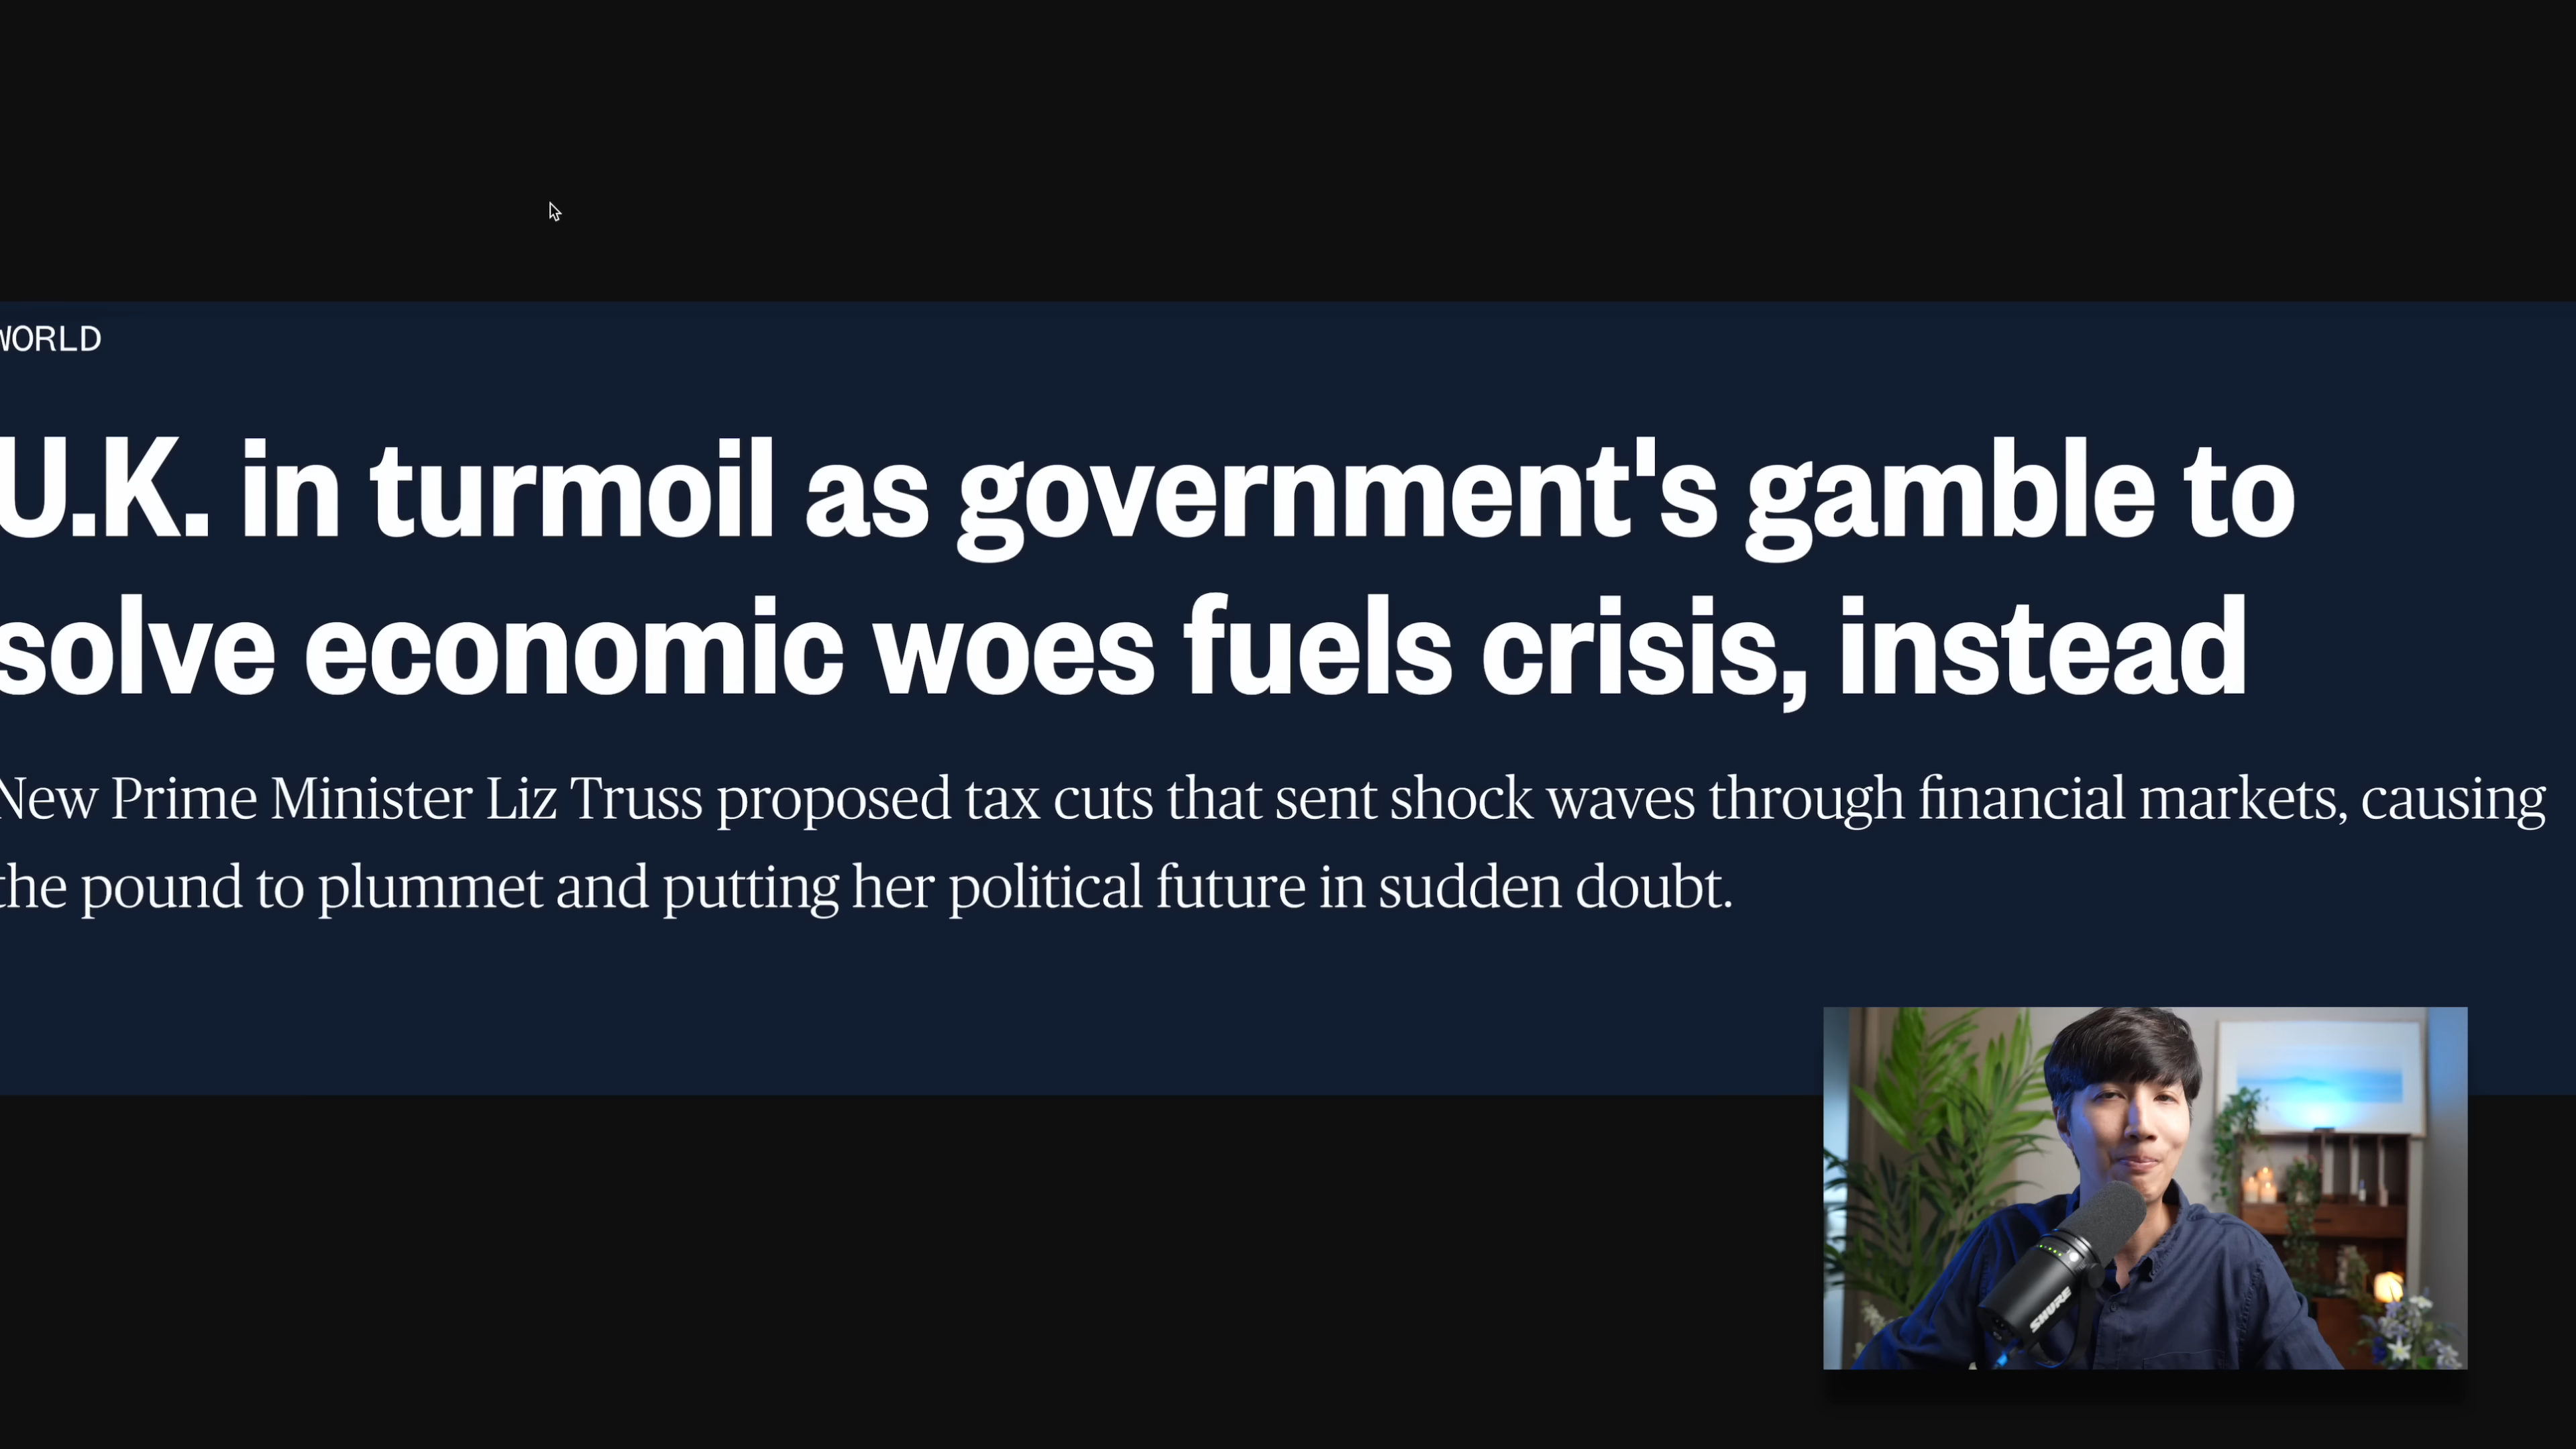 WORLD
U.K. in turmoil as government's gamble to
solve economic woes fuels crisis, instead
New Prime Minister Liz Truss proposed tax cuts that sent shock waves through financial markets, causing
the pound to plummet and putting her political future in sudden doubt.
SHURE